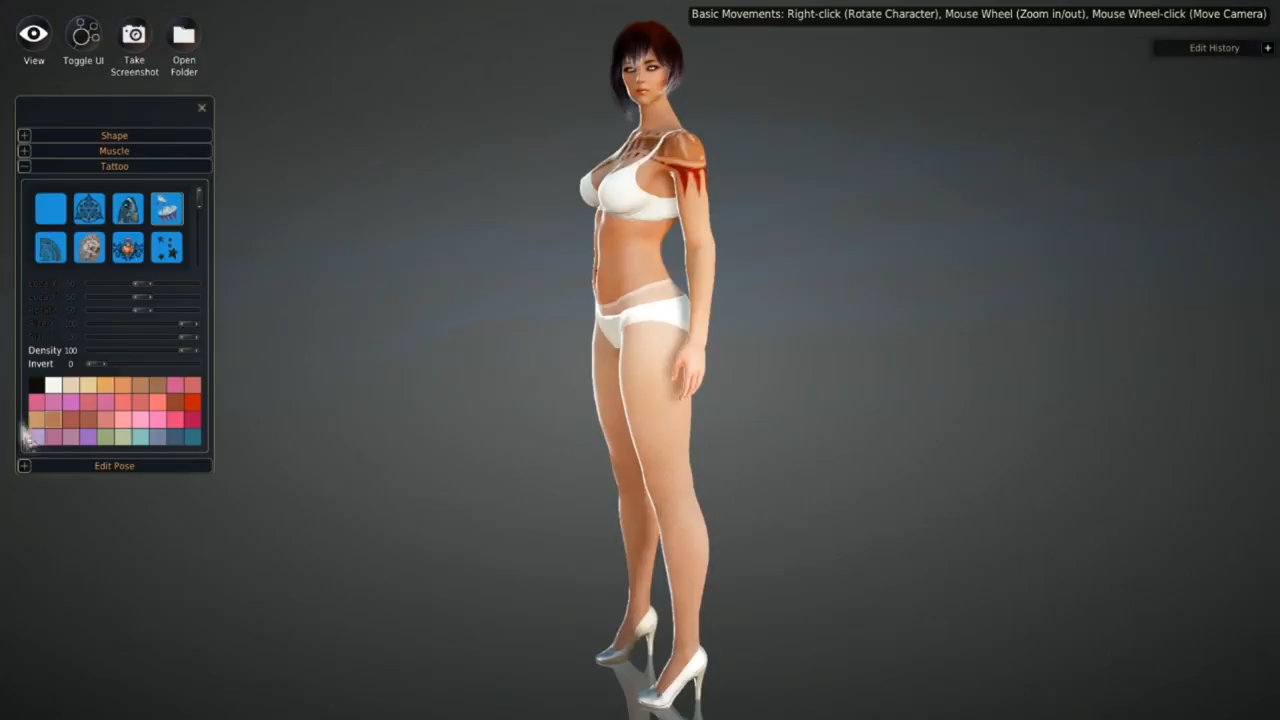 Basic Movements: Right-click (Rotate Character), Mouse Wheel (Zoom in/out), Mouse Wheel-click (Move Camera)
View
Toggle UI
Take
Screenshot
Open
Folder
Edit History
Shape
Muscle
Tattoo
Density 100
Invert 0
Edit Pose